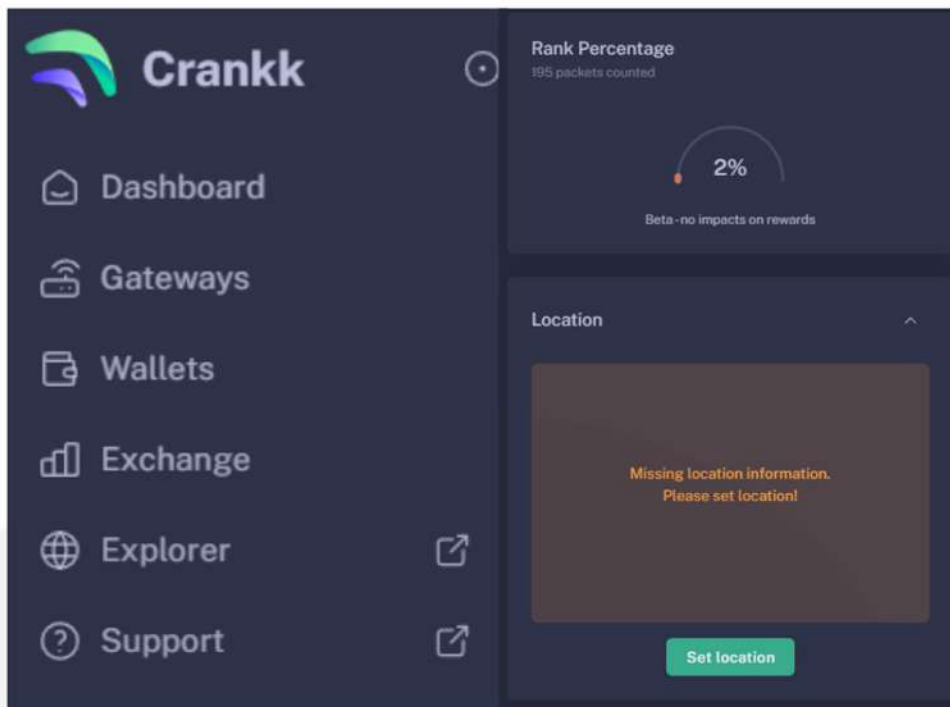 Crankk
Dashboard
Gateways
Wallets
Exchange
Explorer
Support
Rank Percentage
195 packets counted
2%
Beta - no impacts on rewards
Location
Missing location information.
Please set location!
Set location